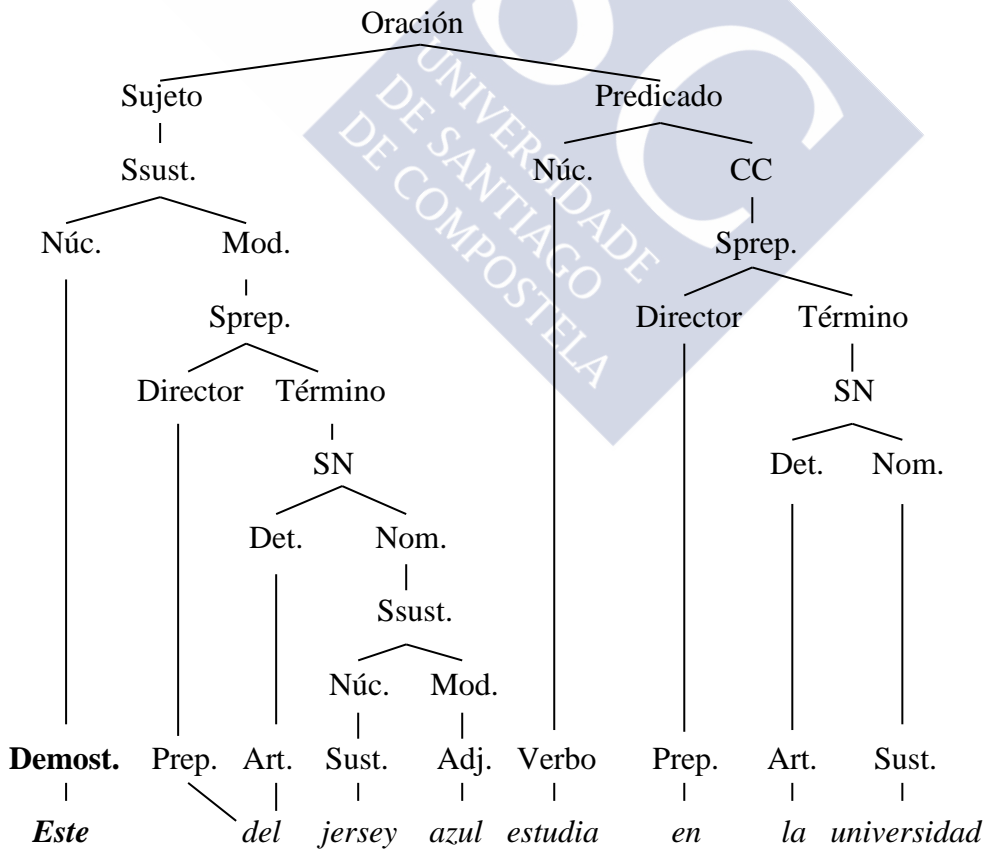 Oración
Sujeto Predicado
Ssust. Núc. CC
Núc. Mod. Sprep.
Sprep. Director Término
Director Término SN
SN Det. Nom.
Det. Nom.
Ssust.
Núc. Mod.
Demost. Prep. Art. Sust. Adj. Verbo Prep. Art. Sust.
Este del jersey azul estudia en la universidad
UNIVERSIDADE
DE SANTIAGO
DE COMPOSTELA